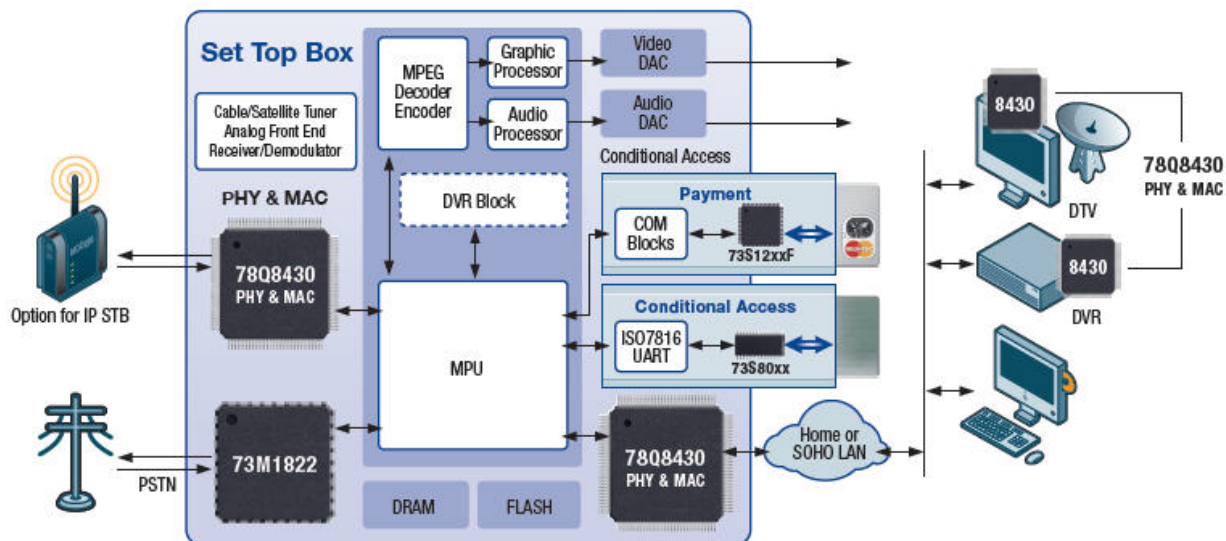 Set Top Box
Cable/Satellite Tuner
Analog Front End
Receiver/Demodulator
MPEG
Decoder
Encoder
Graphic
Processor
Audio
Processor
Video
DAC
Audio
DAC
Conditional Access
DVR Block
PHY & MAC
78Q8430
PHY & MAC
Option for IP STB
MPU
Payment
COM
Blocks
73S12xxF
Conditional Access
ISO7816
UART
73S80xx
73M1822
PSTN
DRAM
FLASH
78Q8430
PHY & MAC
Home or
SOHO LAN
8430
DTV
78Q8430
PHY & MAC
8430
DVR